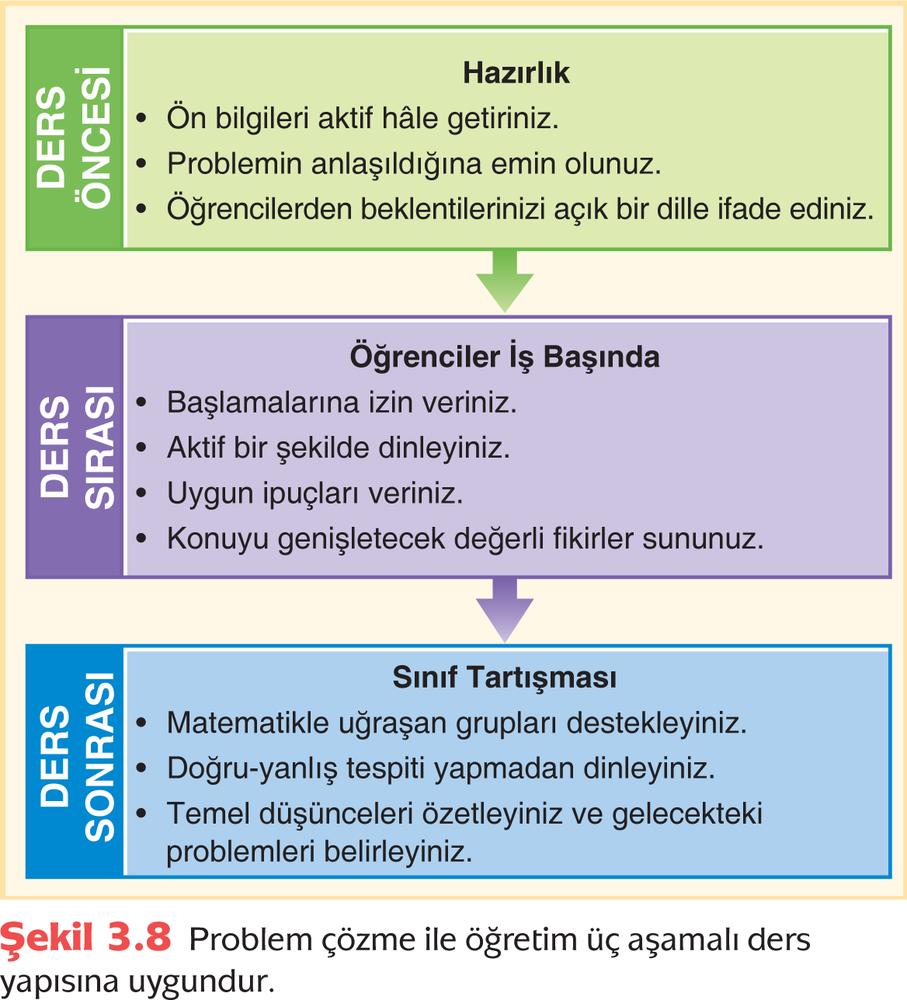 DERS
ÖNCESİ
Hazırlık
• Ön bilgileri aktif hâle getiriniz.
• Problemin anlaşıldığına emin olunuz.
• Öğrencilerden beklentilerinizi açık bir dille ifade ediniz.
DERS
SIRASI
Öğrenciler İş Başında
• Başlamalarına izin veriniz.
• Aktif bir şekilde dinleyiniz.
• Uygun ipuçları veriniz.
• Konuyu genişletecek değerli fikirler sununuz.
DERS
SONRASI
Sınıf Tartışması
• Matematikle uğraşan grupları destekleyiniz.
• Doğru-yanlış tespiti yapmadan dinleyiniz.
• Temel düşünceleri özetleyiniz ve gelecekteki
problemleri belirleyiniz.
Şekil 3.8 Problem çözme ile öğretim üç aşamalı ders
yapısına uygundur.